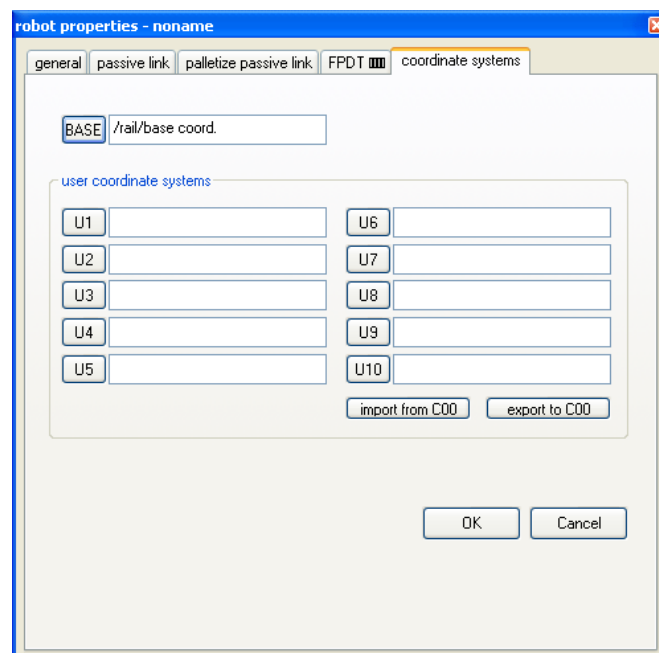 robot properties - noname
general passive link palletize passive link FPDT coordinate systems
BASE /rail/base coord.
user coordinate systems
U1 U6
U2 U7
U3 U8
U4 U9
U5 U10
import from C00 export to C00
OK Cancel